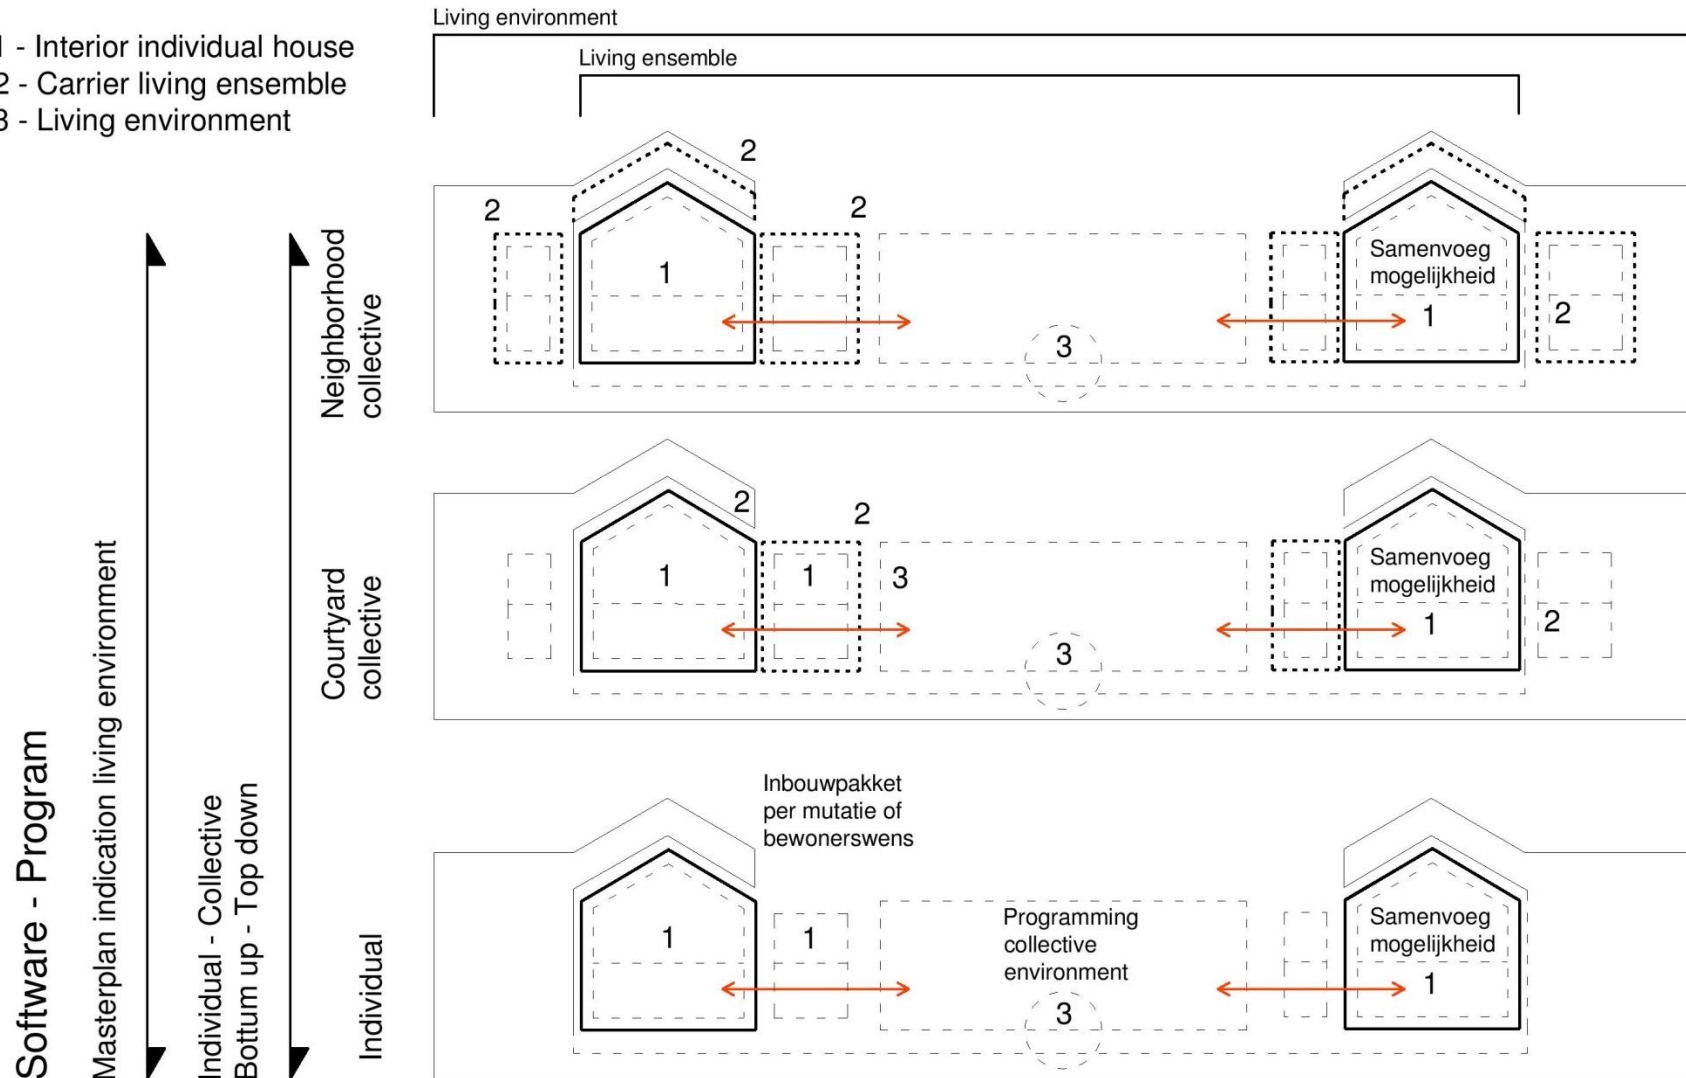 1 - Interior individual house
2 - Carrier living ensemble
3 - Living environment
Living environment
Living ensemble
Software - Program
Masterplan indication living environment
Individual - Collective
Bottum up - Top down
Neighborhood
collective
2
2
2
1
3
Samenvoeg
mogelijkheid
1
2
Courtyard
collective
2
2
1
1
3
3
Samenvoeg
mogelijkheid
1
2
Individual
Inbouwpakket
per mutatie of
bewonerswens
1
1
Programming
collective
environment
3
Samenvoeg
mogelijkheid
1